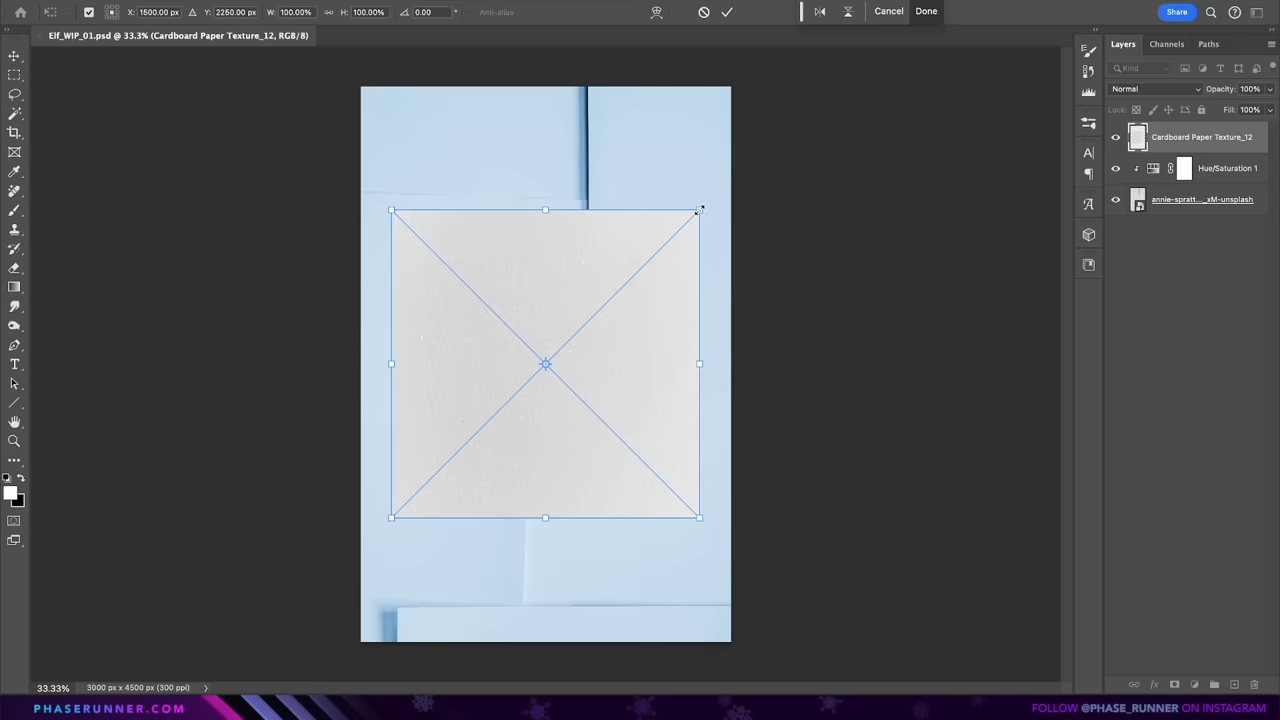 X: 1500.00 px Y: 2250.00 px W: 100.00% H: 100.00% 0.00 ° Anti-alias Cancel Done Share
Elf_WIP_01.psd @ 33.3% (Cardboard Paper Texture_12, RGB/8)
Layers Channels Paths
Kind
Normal Opacity: 100%
Lock: Fill: 100%
Cardboard Paper Texture_12
Hue/Saturation 1
annie-spratt..._xM-unsplash
33.33% 3000 px x 4500 px (300 ppi)
PHASERUNNER.COM FOLLOW @PHASE_RUNNER ON INSTAGRAM